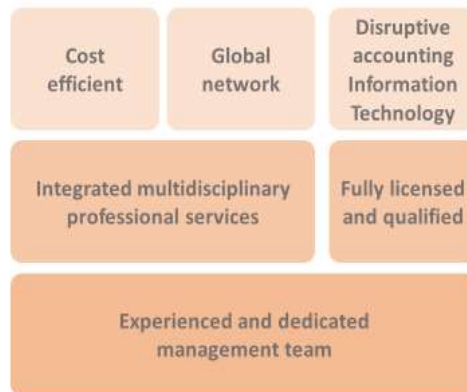 Cost
efficient
Global
network
Disruptive
accounting
Information
Technology
Integrated multidisciplinary
professional services
Fully licensed
and qualified
Experienced and dedicated
management team